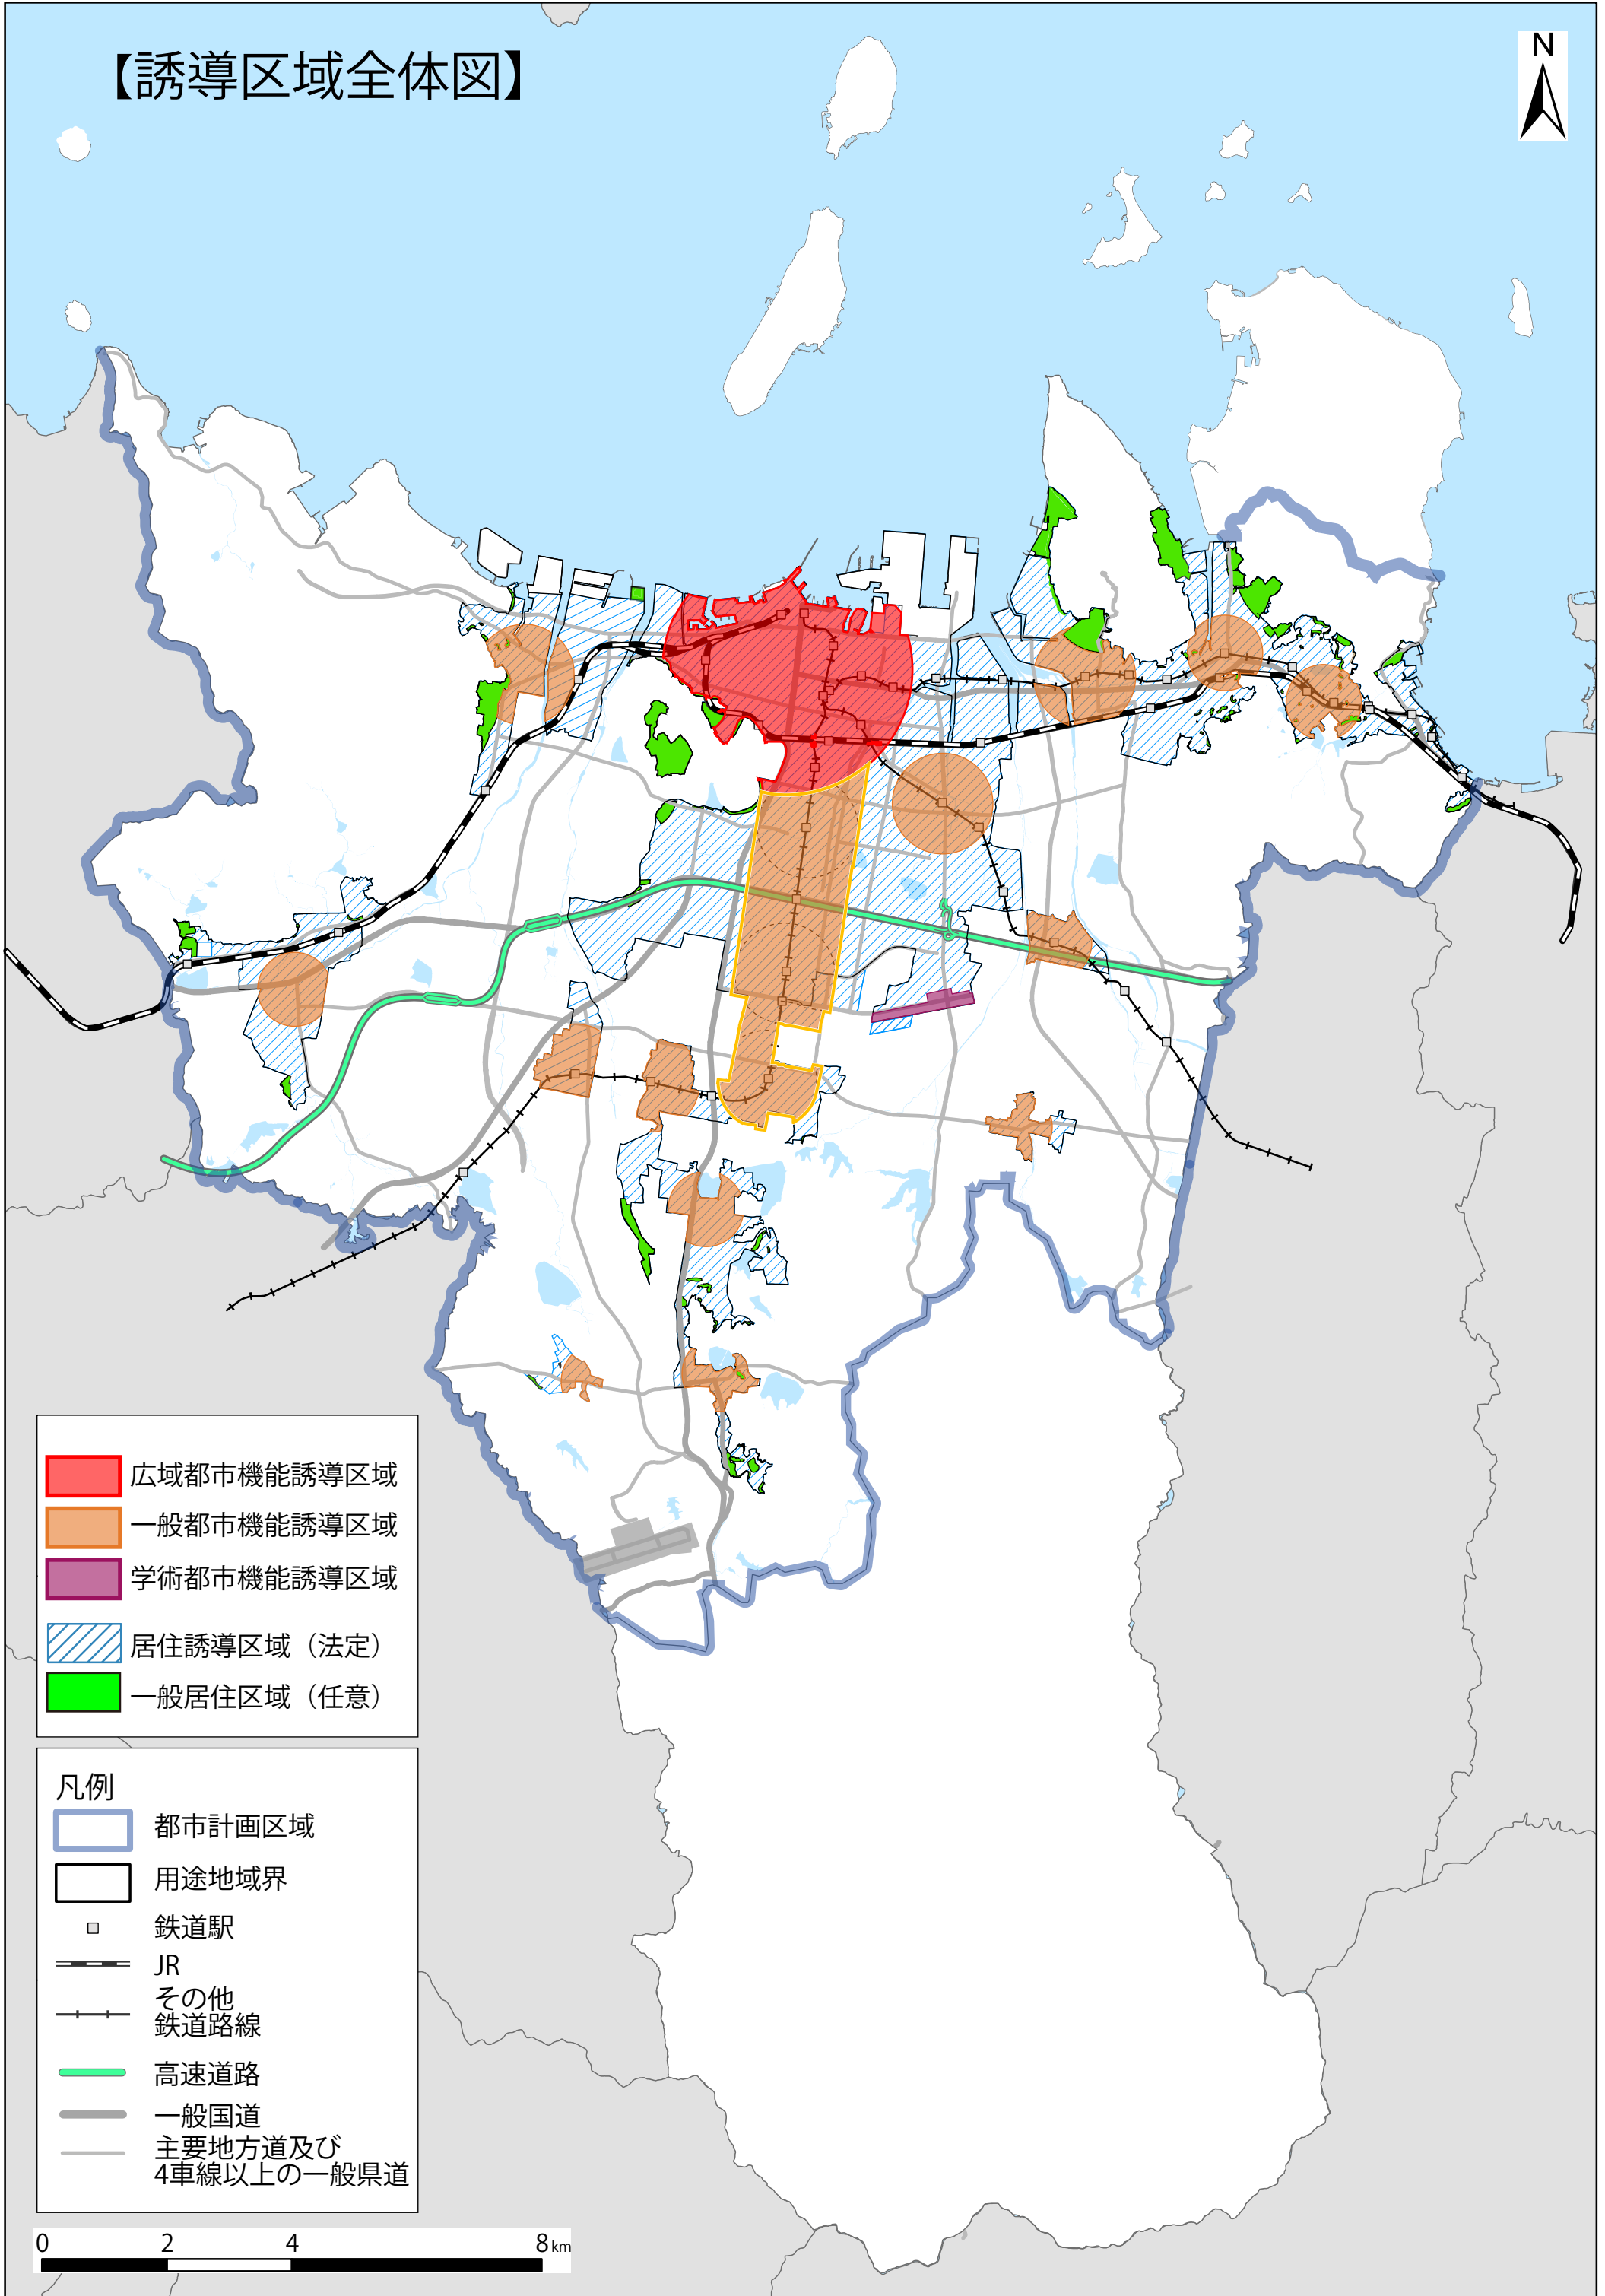 【誘導区域全体図】
N
広域都市機能誘導区域
一般都市機能誘導区域
学術都市機能誘導区域
居住誘導区域（法定）
一般居住区域（任意）
凡例
都市計画区域
用途地域界
鉄道駅
JR
その他
鉄道路線
高速道路
一般国道
主要地方道及び
4車線以上の一般県道
0 2 4 8 km